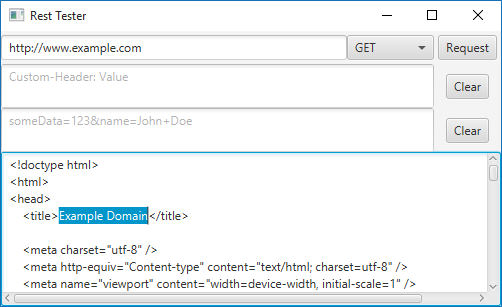 Rest Tester
http://www.example.com GET Request
Custom-Header: Value Clear
someData=123&name=John+Doe Clear
<!doctype html>
<html>
<head>
<title>Example Domain</title>
<meta charset="utf-8" />
<meta http-equiv="Content-type" content="text/html; charset=utf-8" />
<meta name="viewport" content="width=device-width, initial-scale=1" />